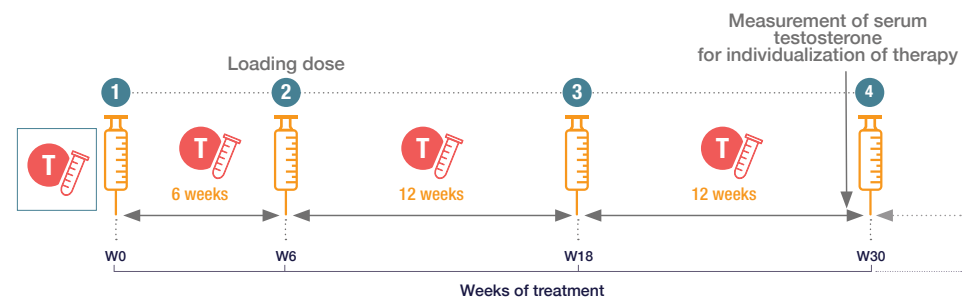 Measurement of serum
testosterone
for individualization of therapy
Loading dose
1
2
3
4
T
T
T
T
6 weeks
12 weeks
12 weeks
W0
W6
W18
W30
Weeks of treatment